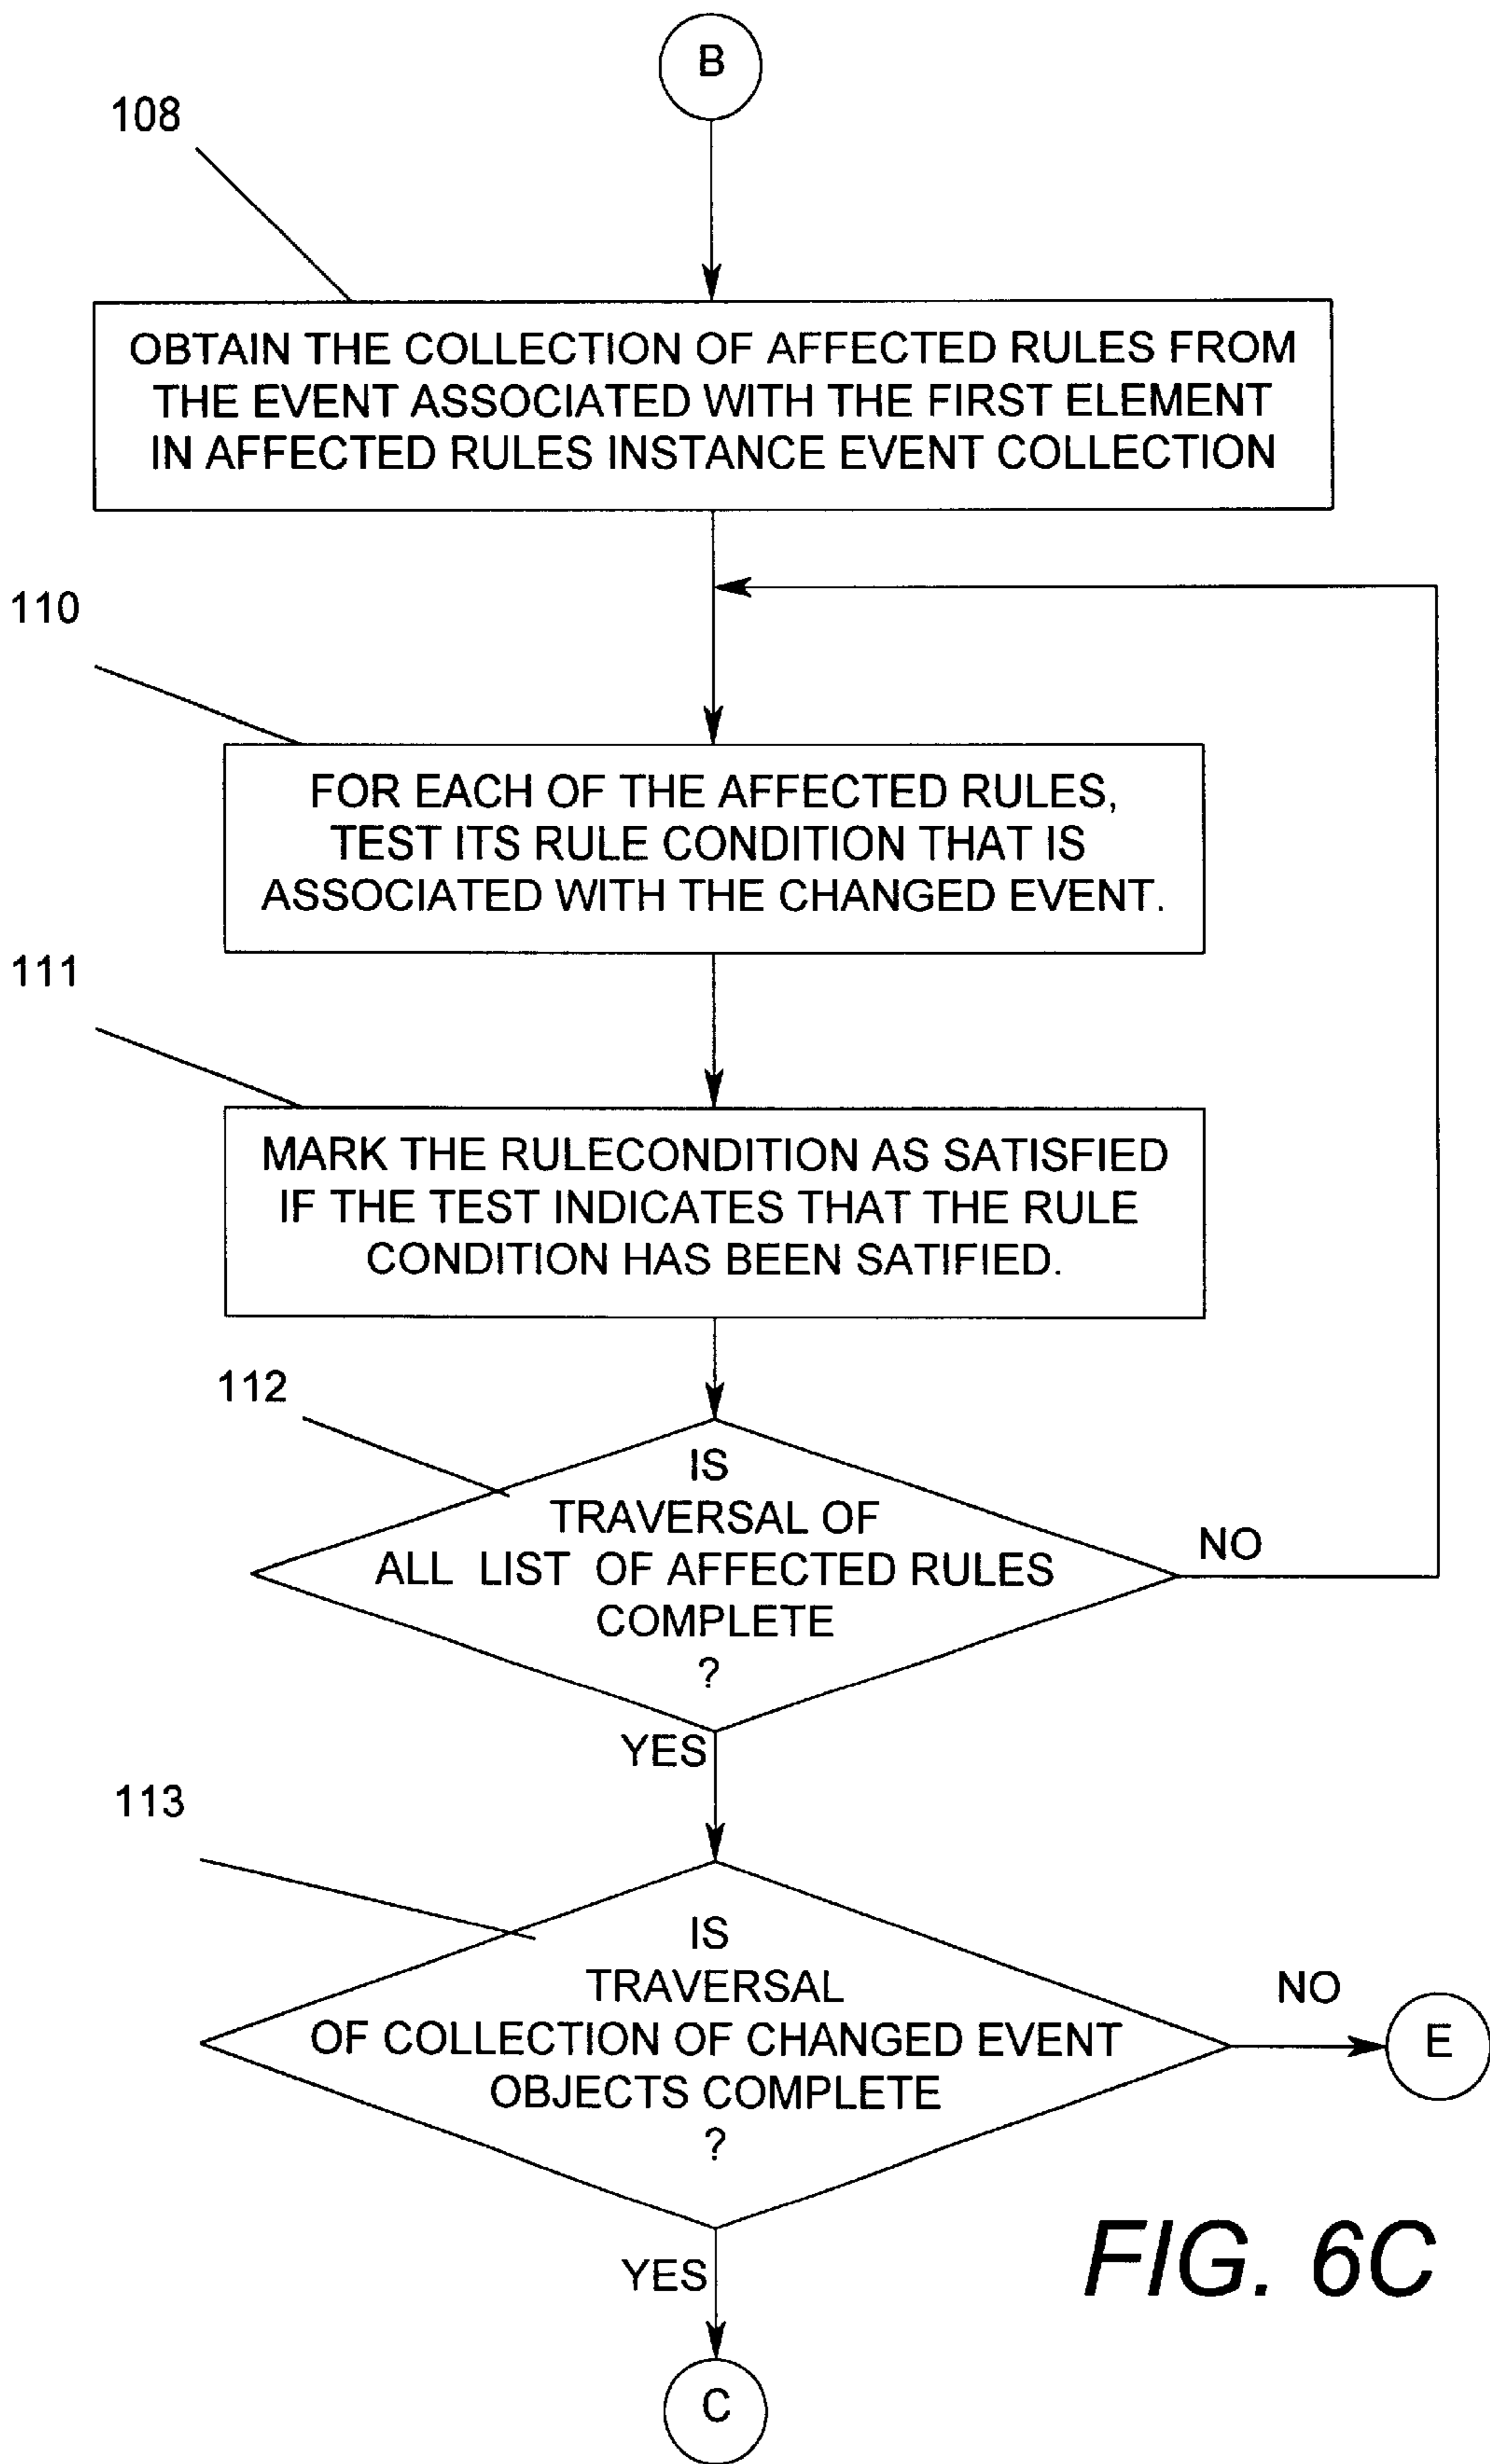 B
108
OBTAIN THE COLLECTION OF AFFECTED RULES FROM
THE EVENT ASSOCIATED WITH THE FIRST ELEMENT
IN AFFECTED RULES INSTANCE EVENT COLLECTION
110
FOR EACH OF THE AFFECTED RULES,
TEST ITS RULE CONDITION THAT IS
ASSOCIATED WITH THE CHANGED EVENT.
111
MARK THE RULECONDITION AS SATISFIED
IF THE TEST INDICATES THAT THE RULE
CONDITION HAS BEEN SATIFIED.
112
IS
TRAVERSAL OF
ALL LIST OF AFFECTED RULES
COMPLETE
?
NO
YES
113
IS
TRAVERSAL
OF COLLECTION OF CHANGED EVENT
OBJECTS COMPLETE
?
NO
E
YES
C
FIG. 6C